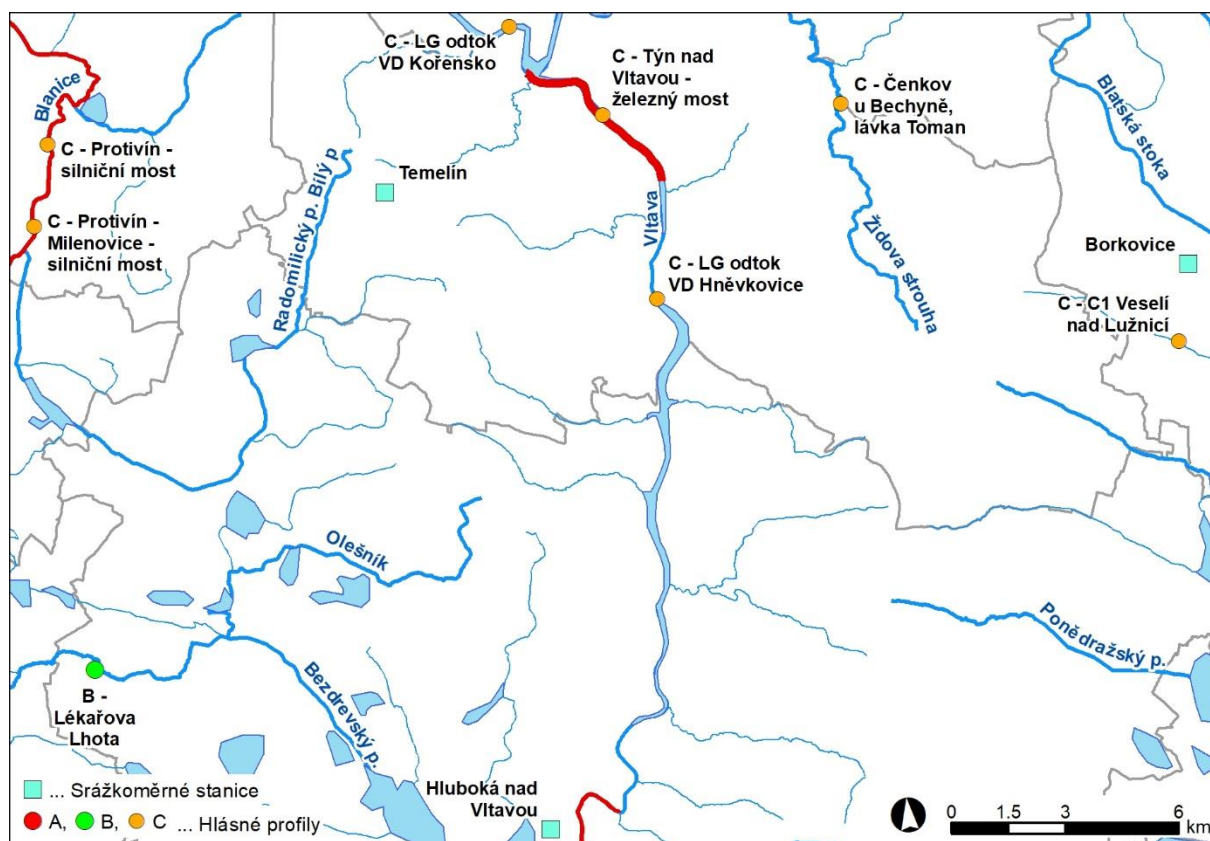 C - LG odtok
VD Kořensko
C - Týn nad
Vltavou -
železný most
C - Čenkov
u Bechyně,
lávka Toman
Blatská stoka
Blanice
C - Protivín -
silniční most
Temelín
Radomilický p. Bílý p
C - Protivín -
Milenovice -
silniční most
Vltava
Židova strouha
Borkovice
C - LG odtok
VD Hněvkovice
C - C1 Veselí
nad Lužnicí
Olešník
Ponědražský p.
B -
Lékařova
Lhota
Bezdrevský p.
Hluboká nad
Vltavou
... Srážkoměrné stanice
A, B, C ... Hlásné profily
0 1.5 3 6
km